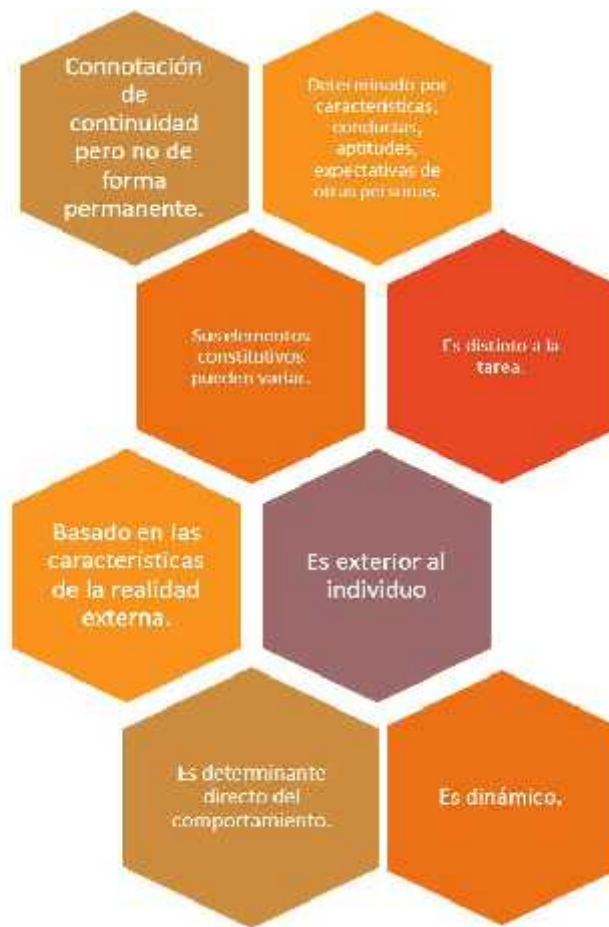 Connotación
de
continuidad
pero no de
forma
permanente.
Determinado por
características,
conductas,
aptitudes,
expectativas de
otras personas.
Sus elementos
constitutivos
pueden variar.
Es distinto a la
tarea.
Basado en las
características
de la realidad
externa.
Es exterior al
individuo
Es determinante
directo del
comportamiento.
Es dinámico.